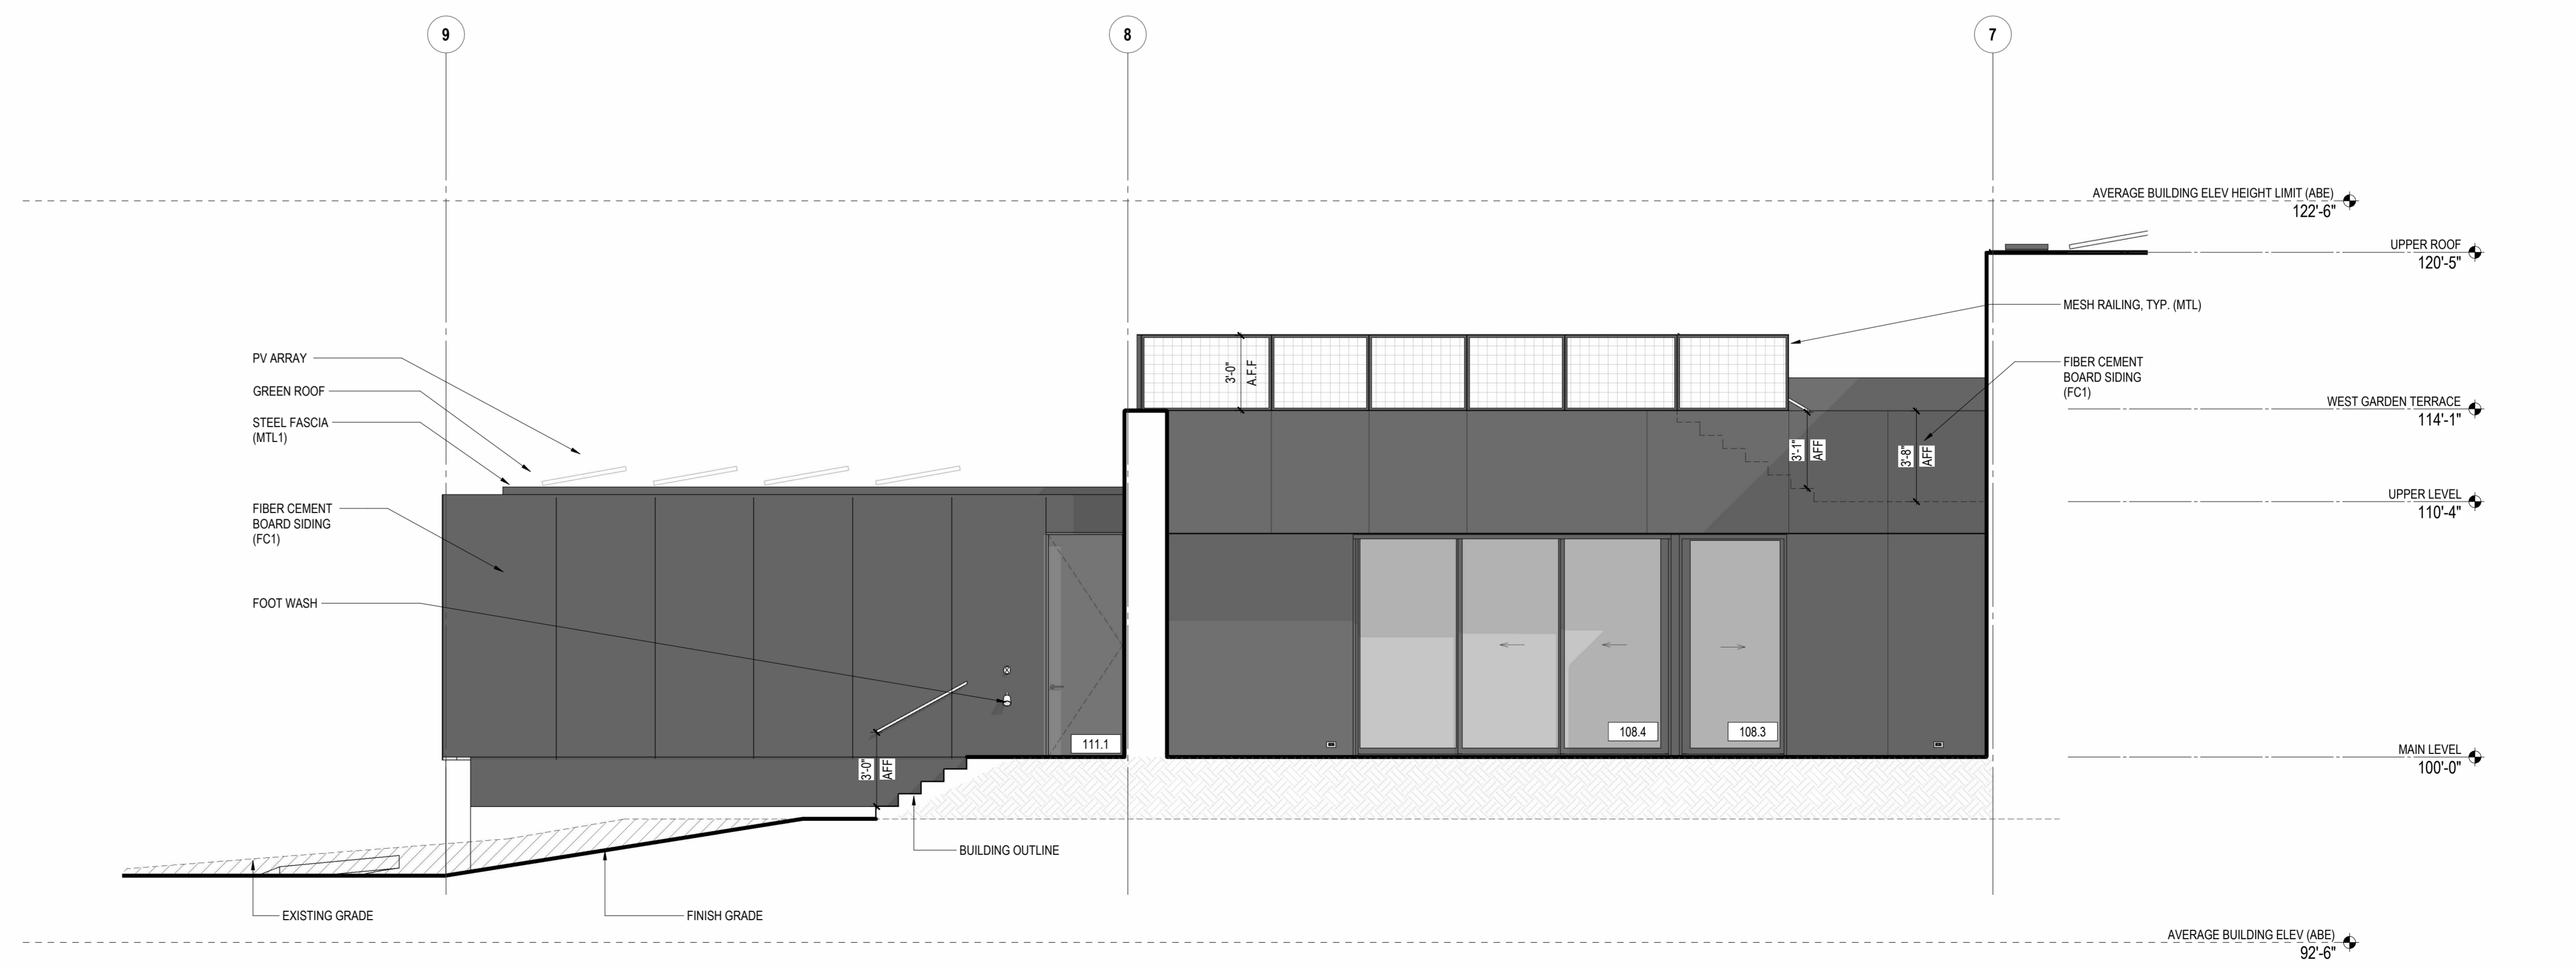 9
8
7
AVERAGE BUILDING ELEV HEIGHT LIMIT (ABE)
122'-6"
UPPER ROOF
120'-5"
MESH RAILING, TYP. (MTL)
PV ARRAY
FIBER CEMENT
BOARD SIDING
(FC1)
3'-0"
A.F.F
GREEN ROOF
WEST GARDEN TERRACE
114'-1"
STEEL FASCIA
(MTL1)
3'-1"
AFF
3'-8"
AFF
UPPER LEVEL
110'-4"
FIBER CEMENT
BOARD SIDING
(FC1)
FOOT WASH
111.1
108.4
108.3
MAIN LEVEL
100'-0"
3'-0"
AFF
BUILDING OUTLINE
EXISTING GRADE
FINISH GRADE
AVERAGE BUILDING ELEV (ABE)
92'-6"